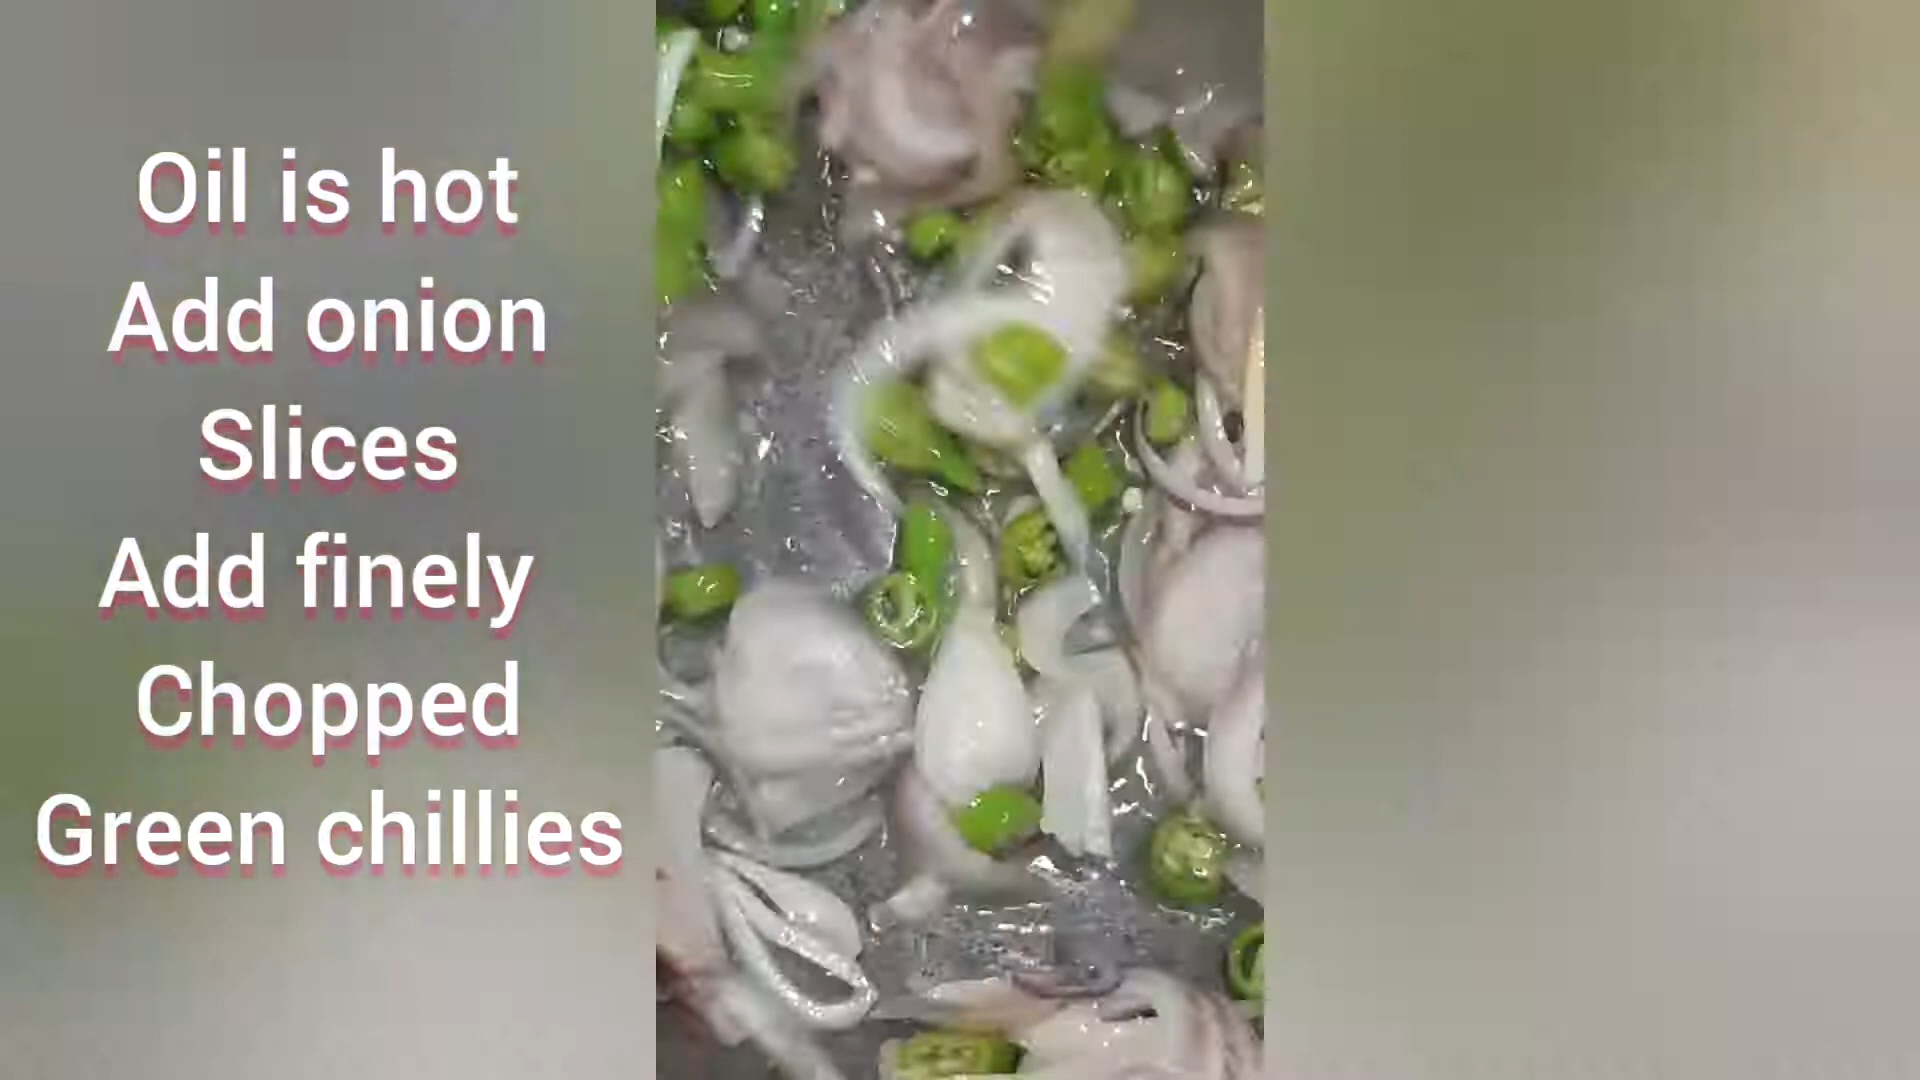 Oil is hot
Add onion
Slices
Add finely
Chopped
Green chillies